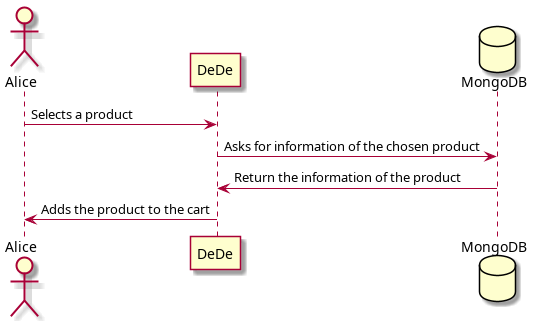 Alice
DeDe
MongoDB
Selects a product
Asks for information of the chosen product
Return the information of the product
Adds the product to the cart
Alice
DeDe
MongoDB